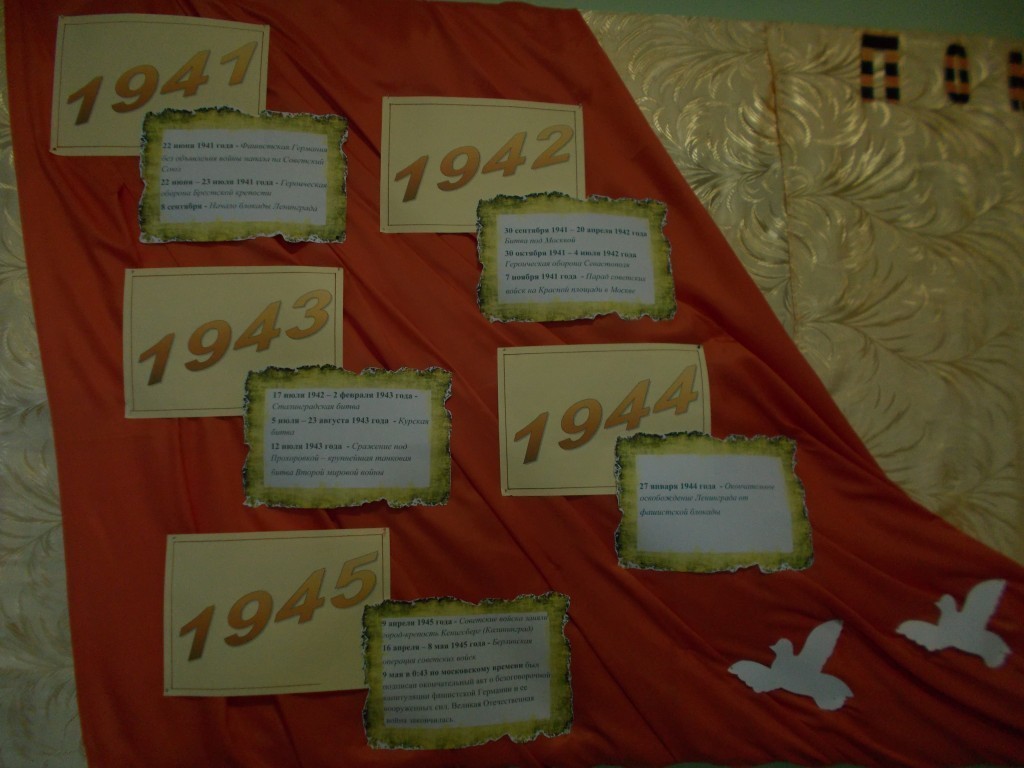 1941
22 июня 1941 года - Фашистская Германия
без объявления войны напала на Советский
Союз
22 июня – 23 июля 1941 года - Героическая
оборона Брестской крепости
8 сентября - Начало блокады Ленинграда
1942
30 сентября 1941 – 20 апреля 1942 года
Битва под Москвой
30 октября 1941 – 4 июля 1942 года
Героическая оборона Севастополя
7 ноября 1941 года - Парад советских
войск на Красной площади в Москве
1943
17 июля 1942 – 2 февраля 1943 года -
Сталинградская битва
5 июля – 23 августа 1943 года - Курская
битва
12 июля 1943 года - Сражение под
Прохоровкой – крупнейшая танковая
битва Второй мировой войны
1944
27 января 1944 года - Окончательное
освобождение Ленинграда от
фашистской блокады
1945
9 апреля 1945 года - Советские войска заняли
город-крепость Кенигсберг (Калининград)
16 апреля – 8 мая 1945 года - Берлинская
операция советских войск
9 мая в 0:43 по московскому времени был
подписан окончательный акт о безоговорочной
капитуляции фашистской Германии и ее
вооруженных сил. Великая Отечественная
война закончилась.
ПО